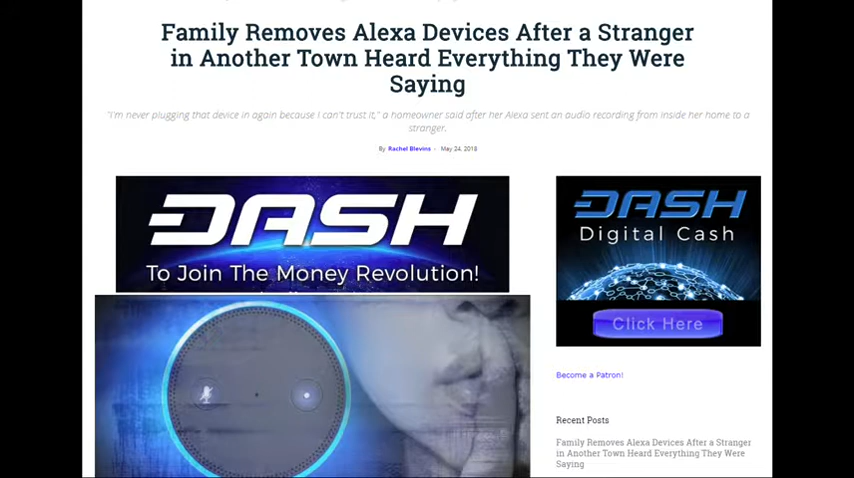 Family Removes Alexa Devices After a Stranger
in Another Town Heard Everything They Were
Saying
"I'm never plugging that device in again because I can't trust it," a homeowner said after her Alexa sent an audio recording from inside her home to a
stranger.
By Rachel Blevins - May 24, 2018
DASH
To Join The Money Revolution!
DASH
Digital Cash
Click Here
Become a Patron!
Recent Posts
Family Removes Alexa Devices After a Stranger
in Another Town Heard Everything They Were
Saying